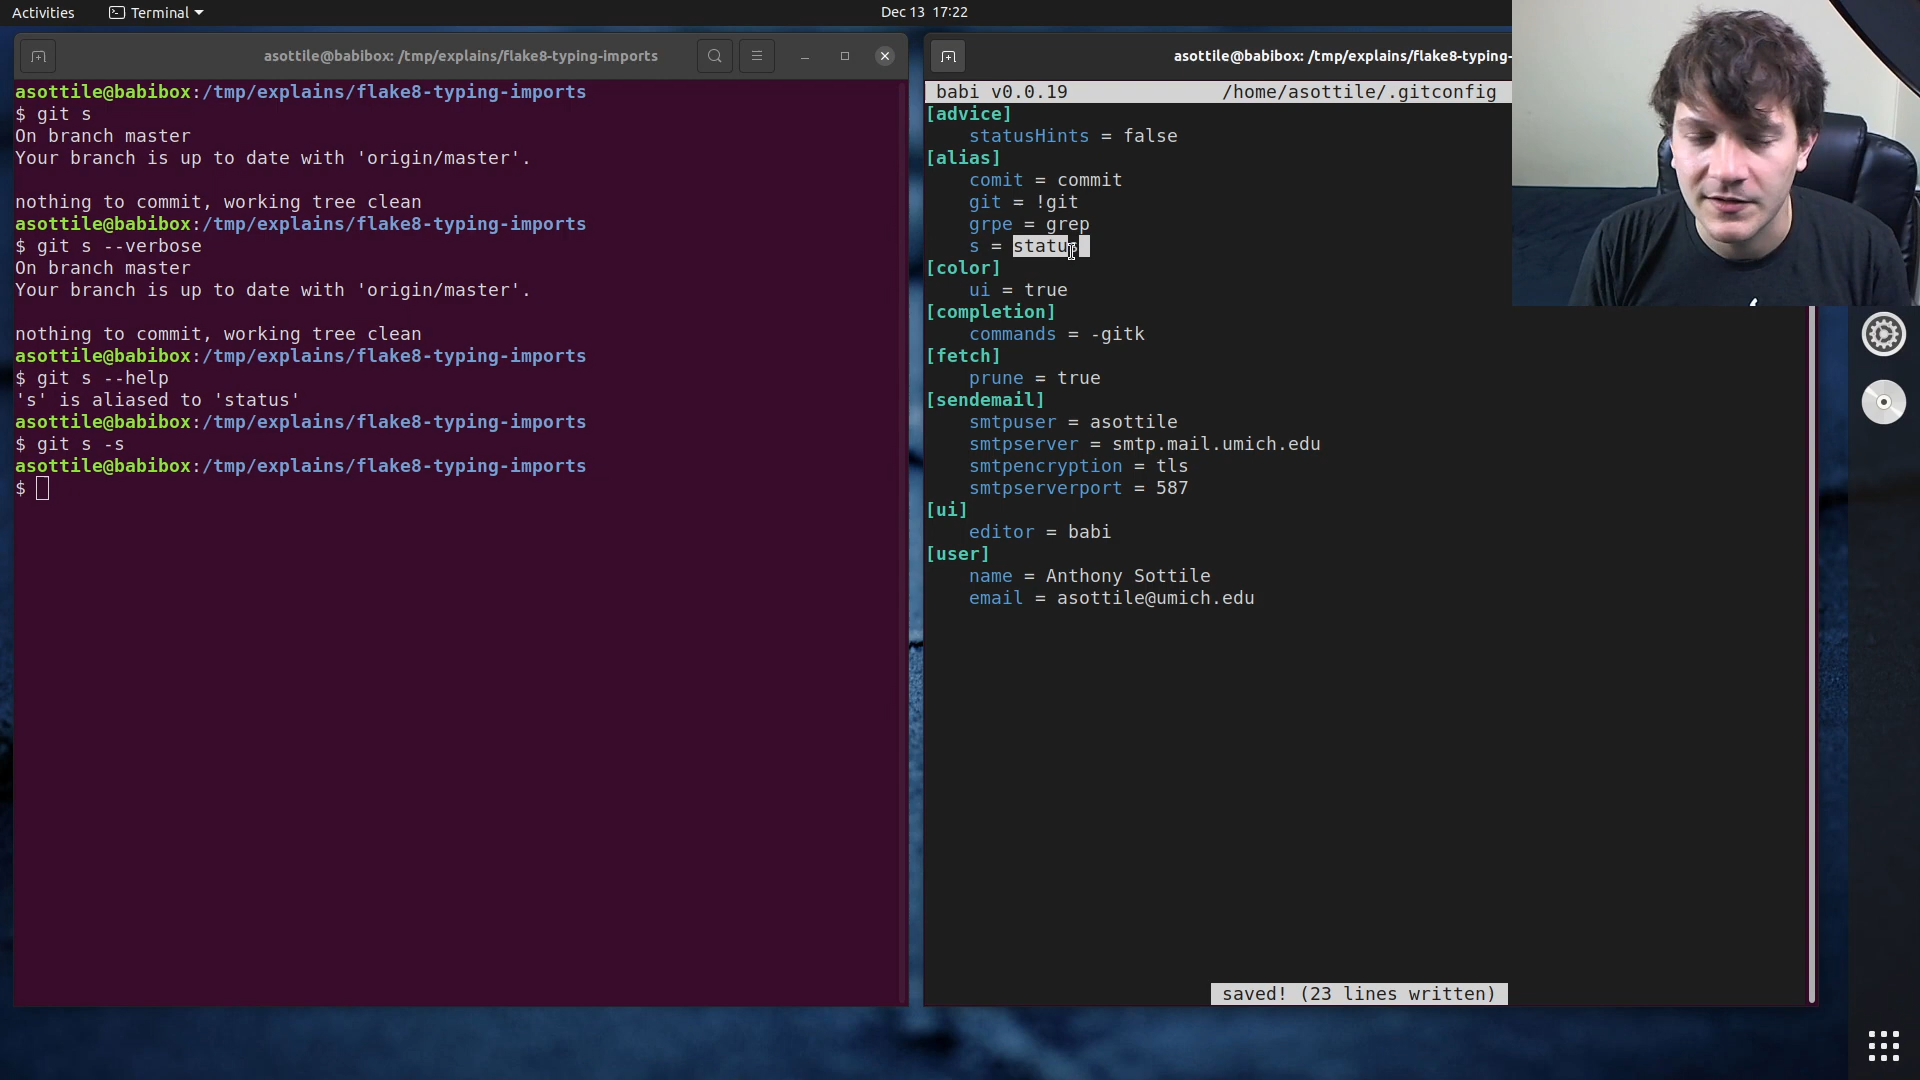 Activities
Terminal
Dec 13 17:22
asottile@babibox: /tmp/explains/flake8-typing-imports
asottile@babibox:/tmp/explains/flake8-typing-imports
$ git s
On branch master
Your branch is up to date with 'origin/master'.
nothing to commit, working tree clean
asottile@babibox:/tmp/explains/flake8-typing-imports
$ git s --verbose
On branch master
Your branch is up to date with 'origin/master'.
nothing to commit, working tree clean
asottile@babibox:/tmp/explains/flake8-typing-imports
$ git s --help
's' is aliased to 'status'
asottile@babibox:/tmp/explains/flake8-typing-imports
$ git s -s
asottile@babibox:/tmp/explains/flake8-typing-imports
$
asottile@babibox: /tmp/explains/flake8-typing-
babi v0.0.19 /home/asottile/.gitconfig
[advice]
statusHints = false
[alias]
comit = commit
git = !git
grpe = grep
s = status
[color]
ui = true
[completion]
commands = -gitk
[fetch]
prune = true
[sendemail]
smtpuser = asottile
smtpserver = smtp.mail.umich.edu
smtpencryption = tls
smtpserverport = 587
[ui]
editor = babi
[user]
name = Anthony Sottile
email = asottile@umich.edu
saved! (23 lines written)